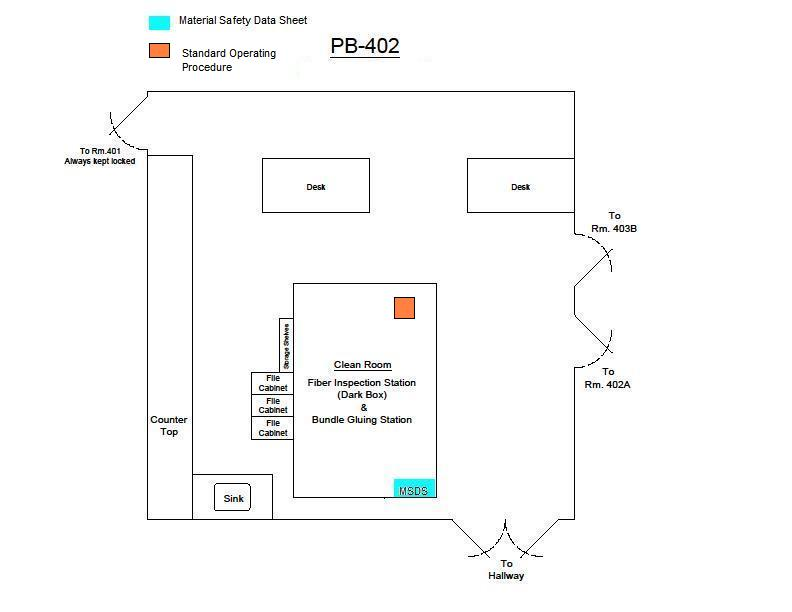 Material Safety Data Sheet
Standard Operating
Procedure
PB-402
To Rm.401
Always kept locked
Desk
Desk
To
Rm. 403B
Storage Shelves
Clean Room
Fiber Inspection Station
(Dark Box)
&
Bundle Gluing Station
File
Cabinet
File
Cabinet
File
Cabinet
To
Rm. 402A
Counter
Top
Sink
MSDS
To
Hallway